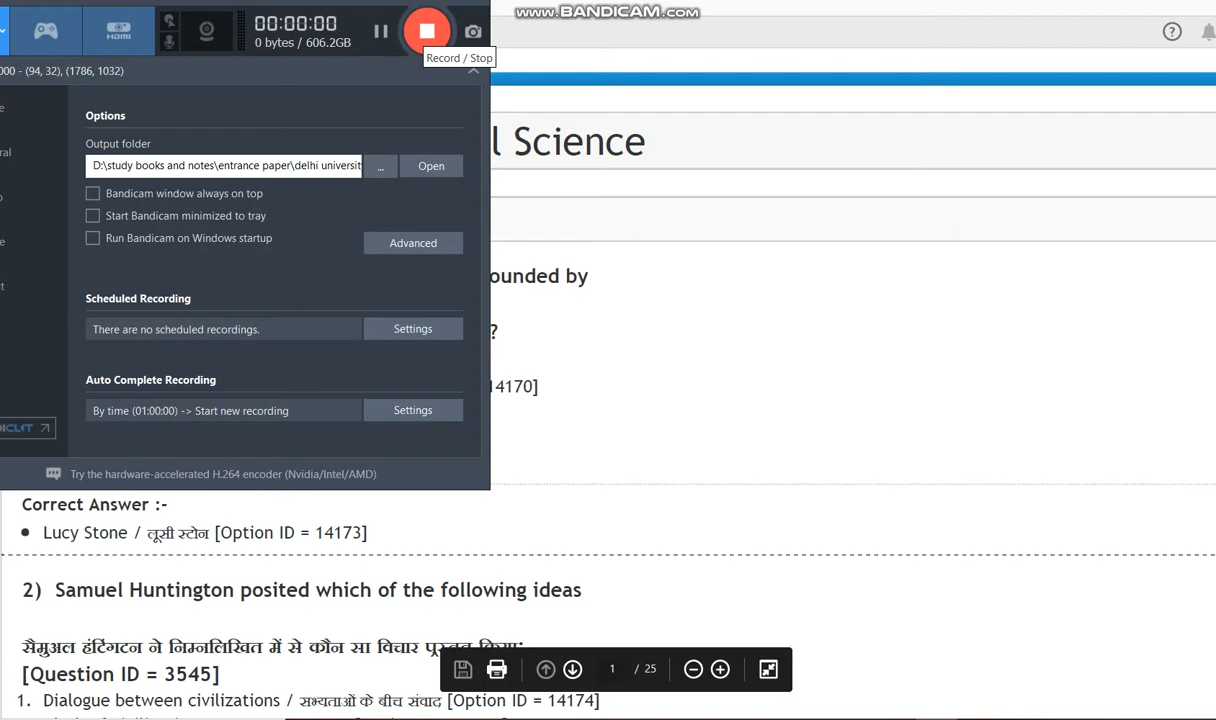 www.BANDICAM.com
HDMI
00:00:00
0 bytes / 606.2GB
Record / Stop
000 - (94, 32), (1786, 1032)
Options
Output folder
D:\study books and notes\entrance paper\delhi universit
...
Open
Bandicam window always on top
Start Bandicam minimized to tray
Run Bandicam on Windows startup
Advanced
Scheduled Recording
There are no scheduled recordings.
Settings
Auto Complete Recording
By time (01:00:00) -> Start new recording
Settings
Try the hardware-accelerated H.264 encoder (Nvidia/Intel/AMD)
l Science
ounded by
?
14170]
Correct Answer :-
• Lucy Stone / लूसी स्टोन [Option ID = 14173]
2) Samuel Huntington posited which of the following ideas
सैमुअल हंटिंगटन ने निम्नलिखित में से कौन सा विचार प्रस्तुत किया:
[Question ID = 3545]
1 / 25
1. Dialogue between civilizations / सभ्यताओं के बीच संवाद [Option ID = 14174]